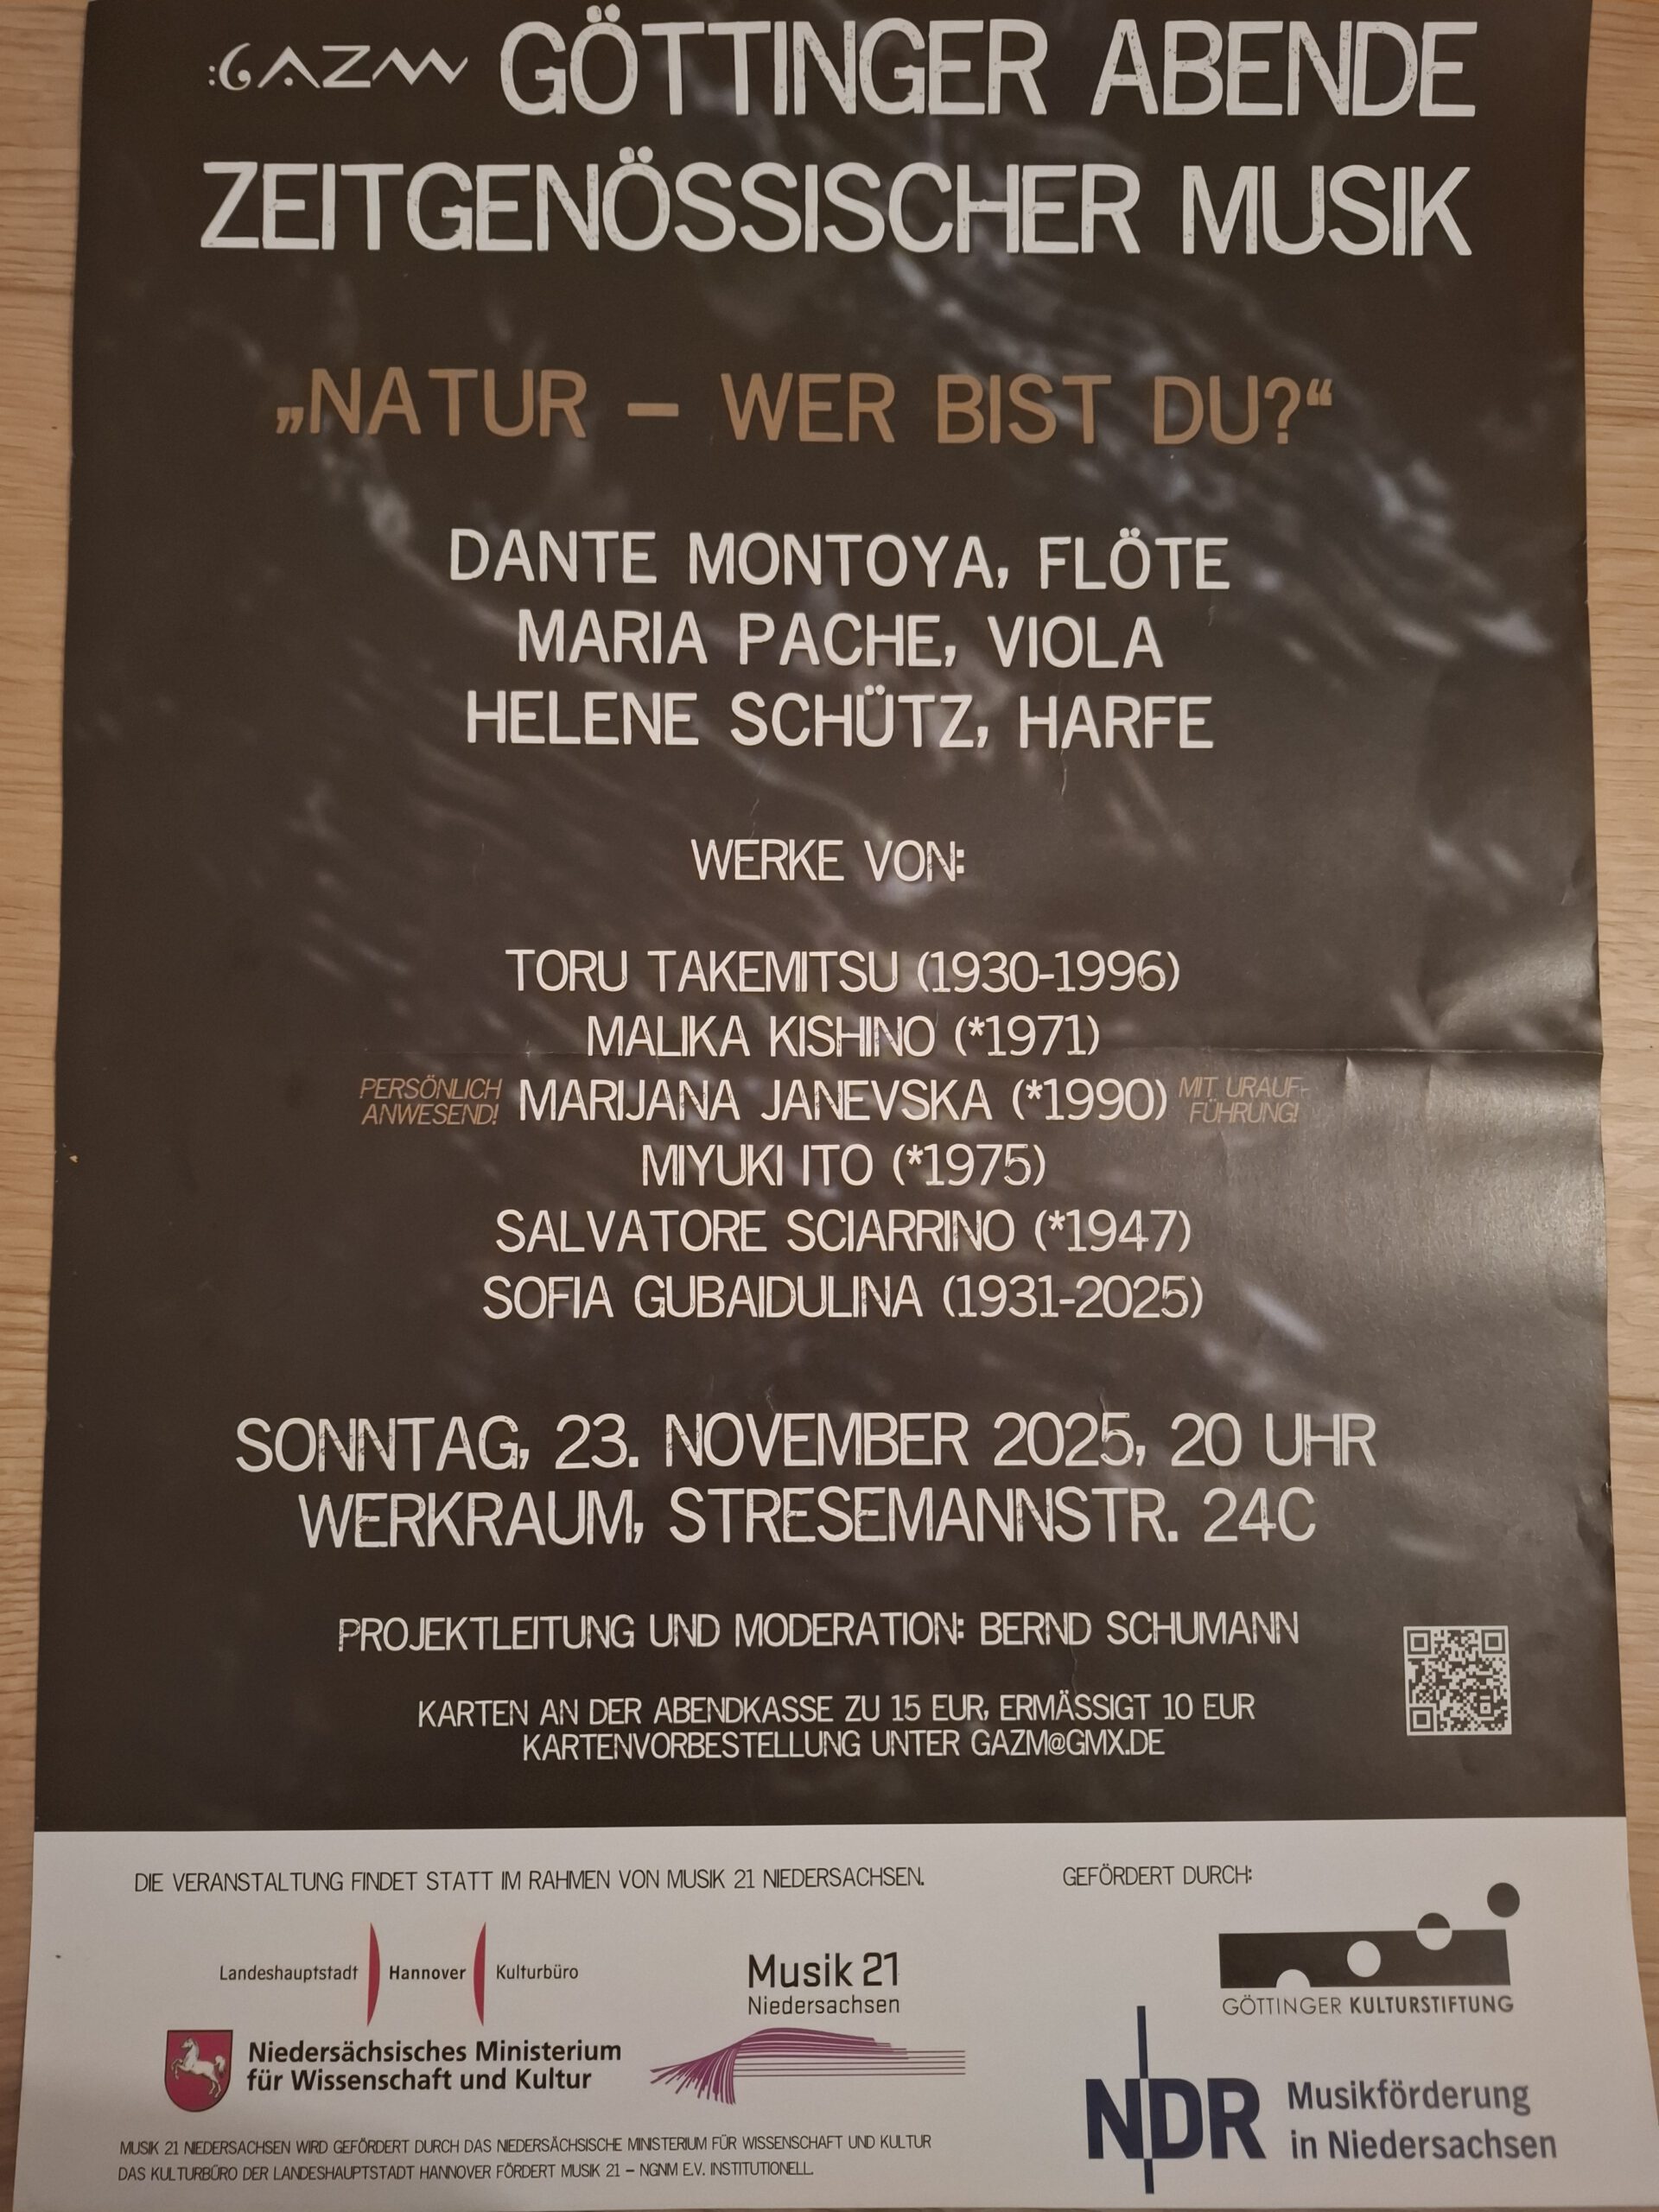 :GAZM GÖTTINGER ABENDE
ZEITGENÖSSISCHER MUSIK
„NATUR – WER BIST DU?“
DANTE MONTOYA, FLÖTE
MARIA PACHE, VIOLA
HELENE SCHÜTZ, HARFE
WERKE VON:
TORU TAKEMITSU (1930-1996)
MALIKA KISHINO (*1971)
PERSÖNLICH
ANWESEND!
MARIJANA JANEVSKA (*1990)
MIT URAUF-
FÜHRUNG!
MIYUKI ITO (*1975)
SALVATORE SCIARRINO (*1947)
SOFIA GUBAIDULINA (1931-2025)
SONNTAG, 23. NOVEMBER 2025, 20 UHR
WERKRAUM, STRESEMANNSTR. 24C
PROJEKTLEITUNG UND MODERATION: BERND SCHUMANN
KARTEN AN DER ABENDKASSE ZU 15 EUR, ERMÄSSIGT 10 EUR
KARTENVORBESTELLUNG UNTER GAZM@GMX.DE
DIE VERANSTALTUNG FINDET STATT IM RAHMEN VON MUSIK 21 NIEDERSACHSEN.
Landeshauptstadt Hannover Kulturbüro
Niedersächsisches Ministerium
für Wissenschaft und Kultur
Musik 21
Niedersachsen
MUSIK 21 NIEDERSACHSEN WIRD GEFÖRDERT DURCH DAS NIEDERSÄCHSISCHE MINISTERIUM FÜR WISSENSCHAFT UND KULTUR
DAS KULTURBÜRO DER LANDESHAUPTSTADT HANNOVER FÖRDERT MUSIK 21 – NGNM E.V. INSTITUTIONELL.
GEFÖRDERT DURCH:
GÖTTINGER KULTURSTIFTUNG
NDR Musikförderung
in Niedersachsen